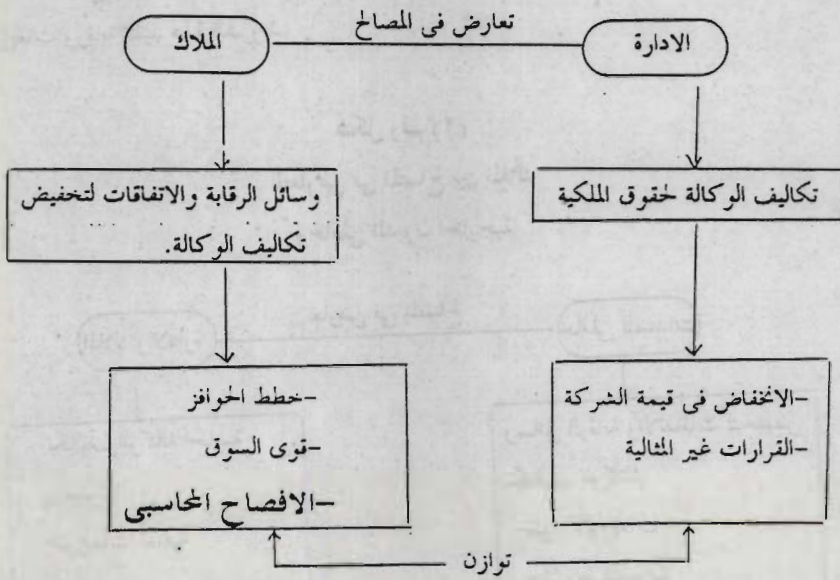 تعارض فى المصالح
الادارة
الملاك
تكاليف الوكالة لحقوق الملكية
وسائل الرقابة والاتفاقات لتخفيض
تكاليف الوكالة.
-الانخفاض فى قيمة الشركة
-القرارات غير المثالية
-خطط الحوافز
-قوى السوق
-الافصاح المحاسبى
توازن